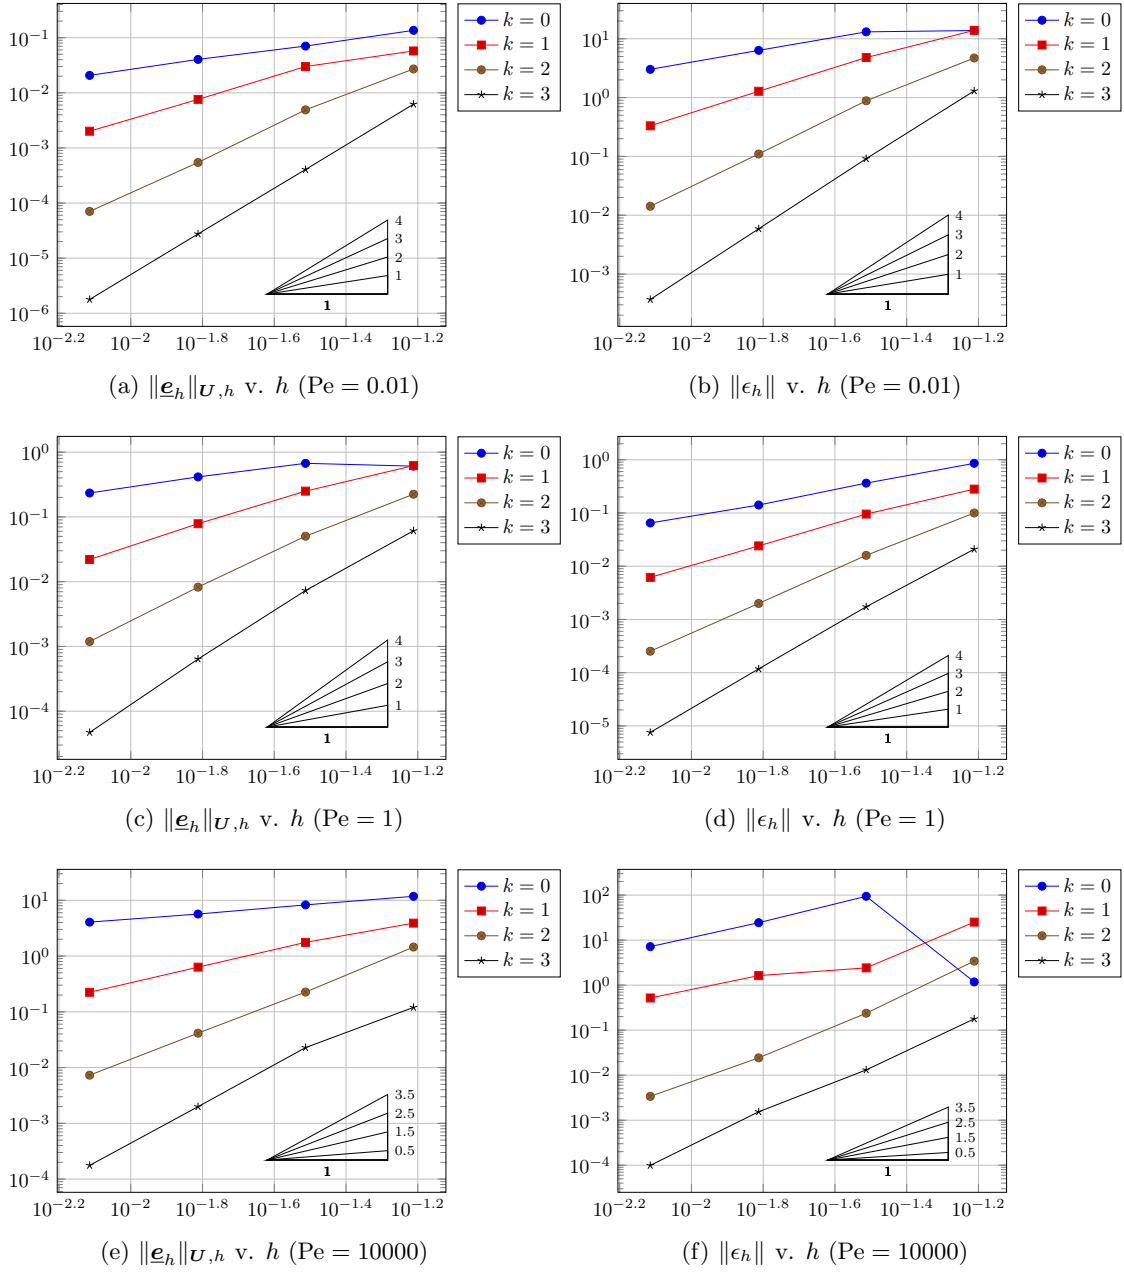 10^{-1}
10^{-2}
10^{-3}
10^{-4}
10^{-5}
10^{-6}
10^{-2.2} 10^{-2} 10^{-1.8} 10^{-1.6} 10^{-1.4} 10^{-1.2}
4
3
2
1
1
k = 0
k = 1
k = 2
k = 3
(a) ‖e_h‖_{U,h} v. h (Pe = 0.01)
10^1
10^0
10^{-1}
10^{-2}
10^{-3}
10^{-2.2} 10^{-2} 10^{-1.8} 10^{-1.6} 10^{-1.4} 10^{-1.2}
4
3
2
1
1
k = 0
k = 1
k = 2
k = 3
(b) ‖ϵ_h‖ v. h (Pe = 0.01)
10^0
10^{-1}
10^{-2}
10^{-3}
10^{-4}
10^{-2.2} 10^{-2} 10^{-1.8} 10^{-1.6} 10^{-1.4} 10^{-1.2}
4
3
2
1
1
k = 0
k = 1
k = 2
k = 3
(c) ‖e_h‖_{U,h} v. h (Pe = 1)
10^0
10^{-1}
10^{-2}
10^{-3}
10^{-4}
10^{-5}
10^{-2.2} 10^{-2} 10^{-1.8} 10^{-1.6} 10^{-1.4} 10^{-1.2}
4
3
2
1
1
k = 0
k = 1
k = 2
k = 3
(d) ‖ϵ_h‖ v. h (Pe = 1)
10^1
10^0
10^{-1}
10^{-2}
10^{-3}
10^{-4}
10^{-2.2} 10^{-2} 10^{-1.8} 10^{-1.6} 10^{-1.4} 10^{-1.2}
3.5
2.5
1.5
0.5
1
k = 0
k = 1
k = 2
k = 3
(e) ‖e_h‖_{U,h} v. h (Pe = 10000)
10^2
10^1
10^0
10^{-1}
10^{-2}
10^{-3}
10^{-4}
10^{-2.2} 10^{-2} 10^{-1.8} 10^{-1.6} 10^{-1.4} 10^{-1.2}
3.5
2.5
1.5
0.5
1
k = 0
k = 1
k = 2
k = 3
(f) ‖ϵ_h‖ v. h (Pe = 10000)